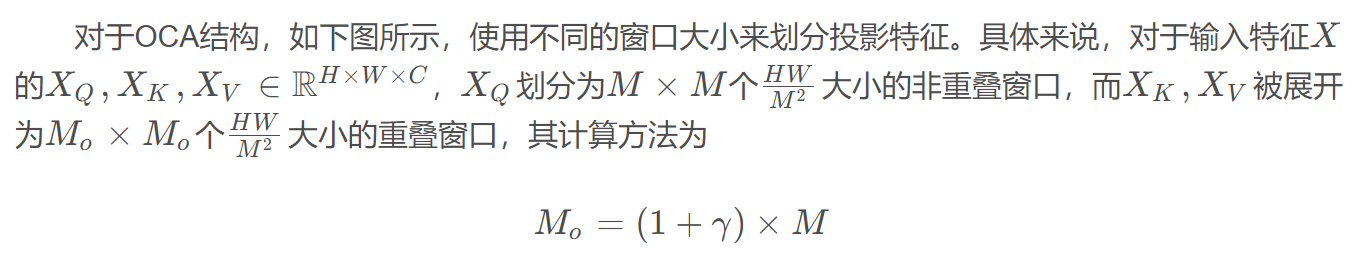 对于OCA结构，如下图所示，使用不同的窗口大小来划分投影特征。具体来说，对于输入特征$X$
的$X_Q, X_K, X_V \in \mathbb{R}^{H \times W \times C}$，$X_Q$划分为$M \times M$个$\frac{HW}{M^2}$大小的非重叠窗口，而$X_K, X_V$被展开
为$M_o \times M_o$个$\frac{HW}{M^2}$大小的重叠窗口，其计算方法为
$M_o = (1 + \gamma) \times M$